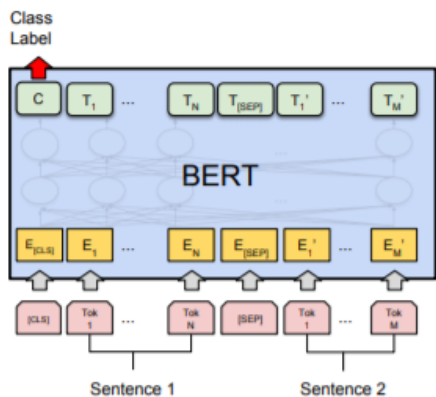 Class
Label
C T1 ... TN T[SEP] T1' ... TM'
...
BERT
...
E[CLS] E1 ... EN E[SEP] E1' ... EM'
[CLS] Tok 1 ... Tok N [SEP] Tok 1 ... Tok M
Sentence 1 Sentence 2